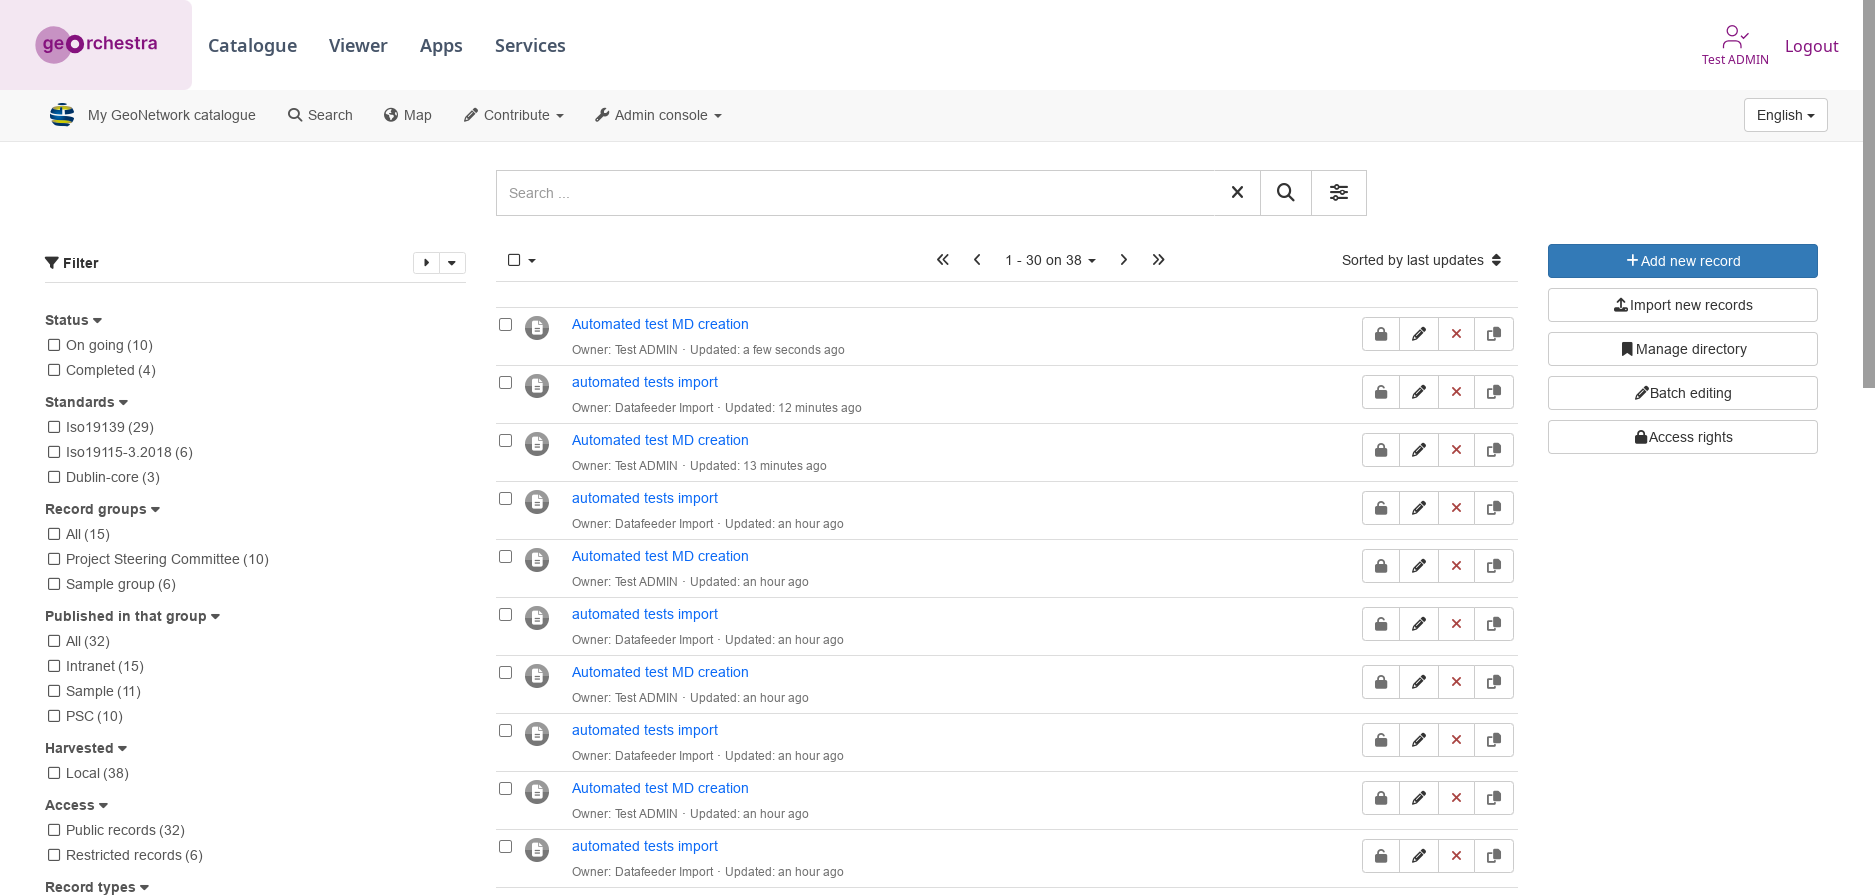 geOrchestra
Catalogue
Viewer
Apps
Services
Test ADMIN
Logout
My GeoNetwork catalogue
Search
Map
Contribute
Admin console
English
Search ...
Filter
1 - 30 on 38
Sorted by last updates
Status
On going (10)
Completed (4)
Standards
Iso19139 (29)
Iso19115-3.2018 (6)
Dublin-core (3)
Record groups
All (15)
Project Steering Committee (10)
Sample group (6)
Published in that group
All (32)
Intranet (15)
Sample (11)
PSC (10)
Harvested
Local (38)
Access
Public records (32)
Restricted records (6)
Record types
Automated test MD creation
Owner: Test ADMIN · Updated: a few seconds ago
automated tests import
Owner: Datafeeder Import · Updated: 12 minutes ago
Automated test MD creation
Owner: Test ADMIN · Updated: 13 minutes ago
automated tests import
Owner: Datafeeder Import · Updated: an hour ago
Automated test MD creation
Owner: Test ADMIN · Updated: an hour ago
automated tests import
Owner: Datafeeder Import · Updated: an hour ago
Automated test MD creation
Owner: Test ADMIN · Updated: an hour ago
automated tests import
Owner: Datafeeder Import · Updated: an hour ago
Automated test MD creation
Owner: Test ADMIN · Updated: an hour ago
automated tests import
Owner: Datafeeder Import · Updated: an hour ago
Add new record
Import new records
Manage directory
Batch editing
Access rights